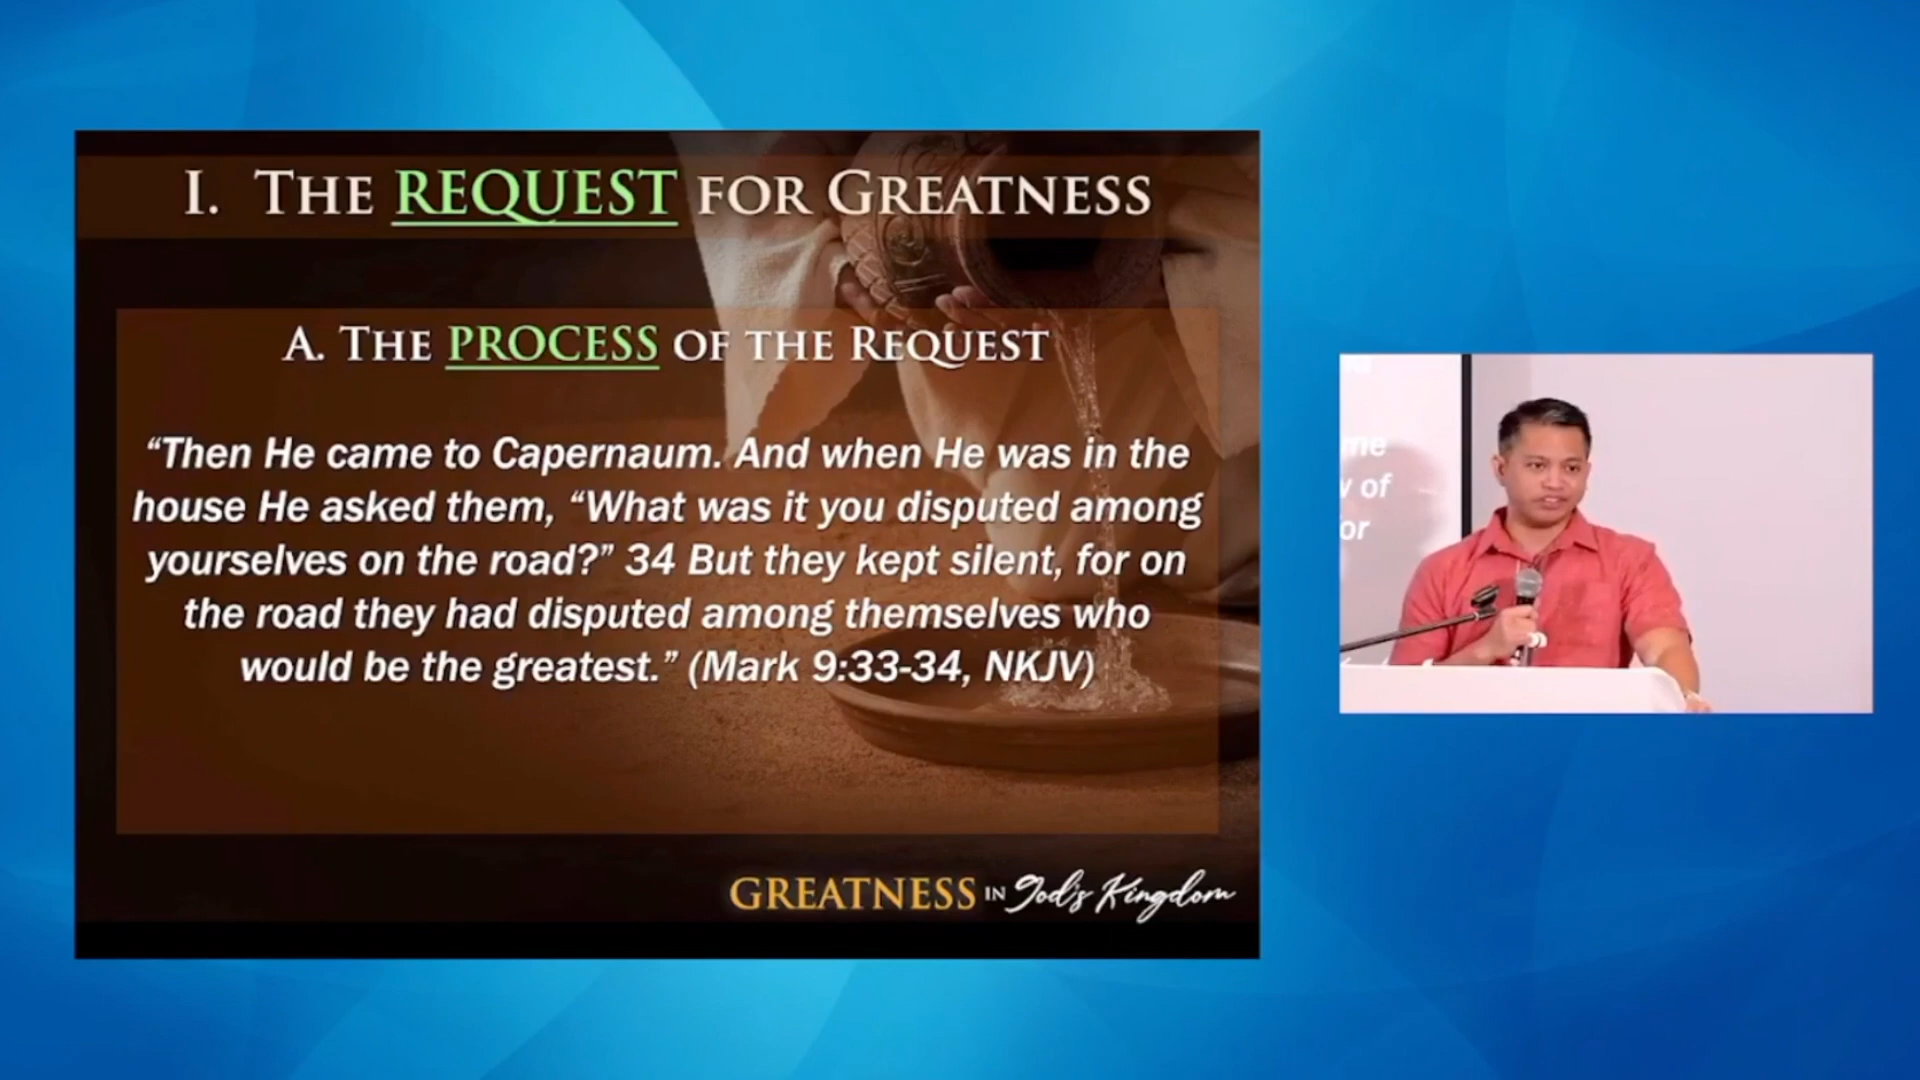 I. The REQUEST for Greatness
A. The PROCESS of the Request
“Then He came to Capernaum. And when He was in the
house He asked them, “What was it you disputed among
yourselves on the road?” 34 But they kept silent, for on
the road they had disputed among themselves who
would be the greatest.” (Mark 9:33-34, NKJV)
GREATNESS IN God's Kingdom
of
or